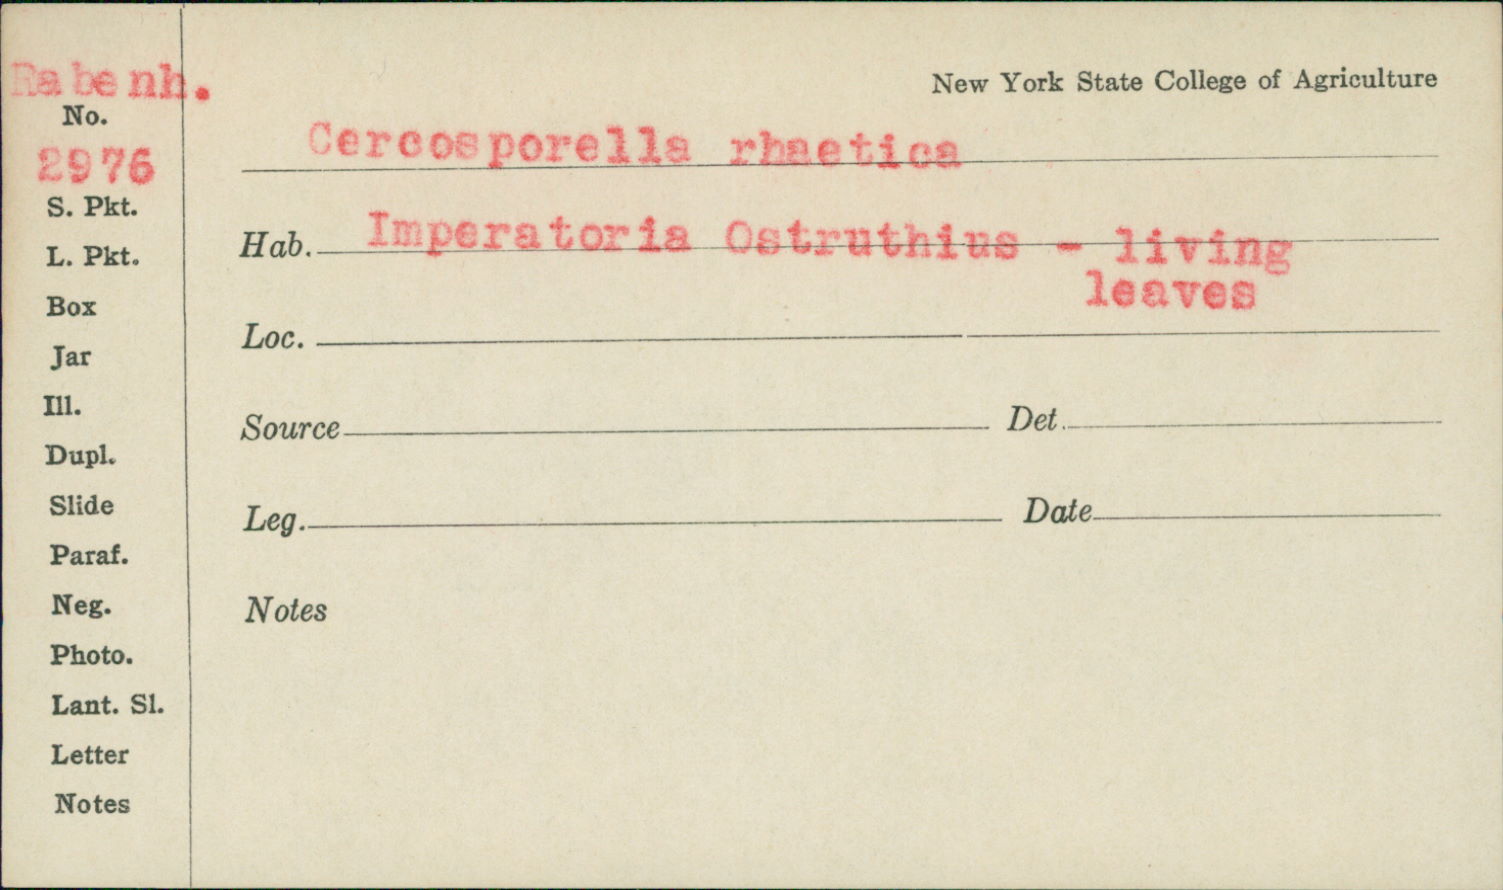 Rabenh.
No.
2976
S. Pkt.
L. Pkt.
Box
Jar
Ill.
Dupl.
Slide
Paraf.
Neg.
Photo.
Lant. Sl.
Letter
Notes
New York State College of Agriculture
Cercosporella rhaetica
Hab. Imperatoria Ostruthius - living
leaves
Loc.
Source Det.
Leg. Date
Notes